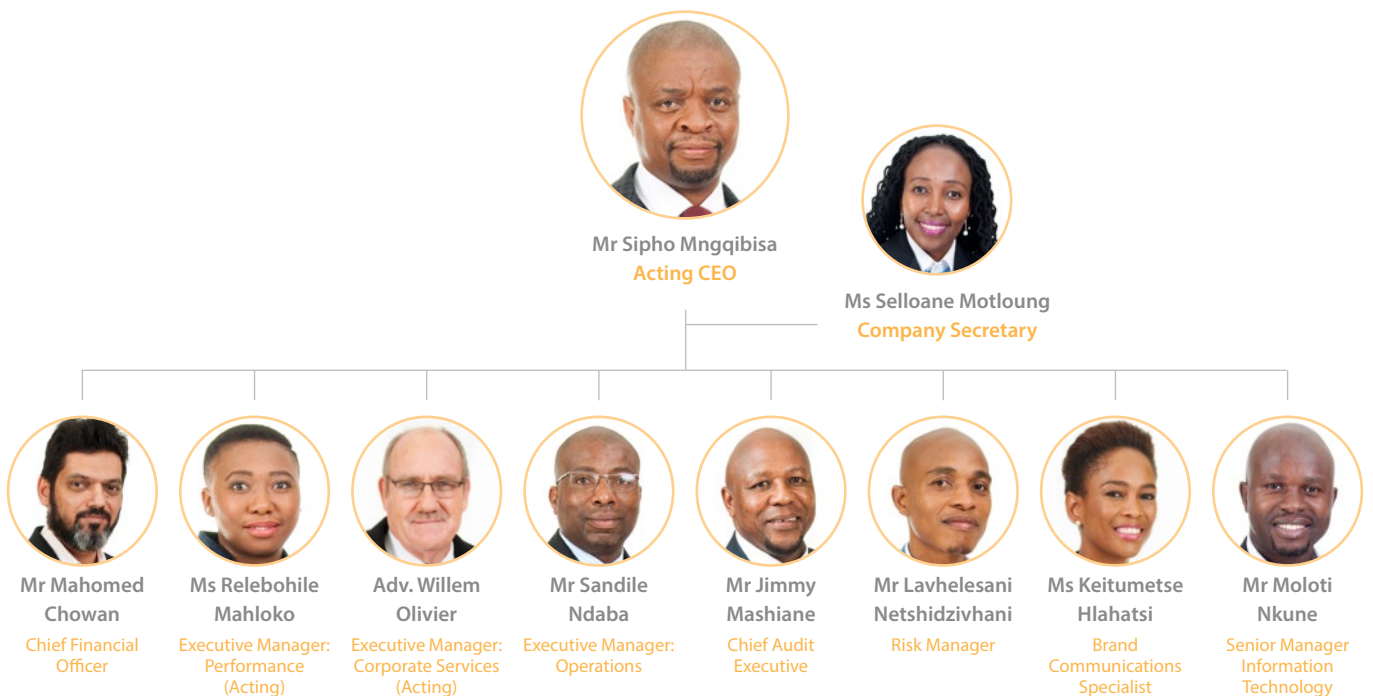 Mr Sipho Mngqibisa
Acting CEO
Ms Selloane Motloung
Company Secretary
Mr Mahomed
Chowan
Chief Financial
Officer
Ms Relebohile
Mahloko
Executive Manager:
Performance
(Acting)
Adv. Willem
Olivier
Executive Manager:
Corporate Services
(Acting)
Mr Sandile
Ndaba
Executive Manager:
Operations
Mr Jimmy
Mashiane
Chief Audit
Executive
Mr Lavhelesani
Netshidzivhani
Risk Manager
Ms Keitumetse
Hlahatsi
Brand
Communications
Specialist
Mr Moloti
Nkune
Senior Manager
Information
Technology